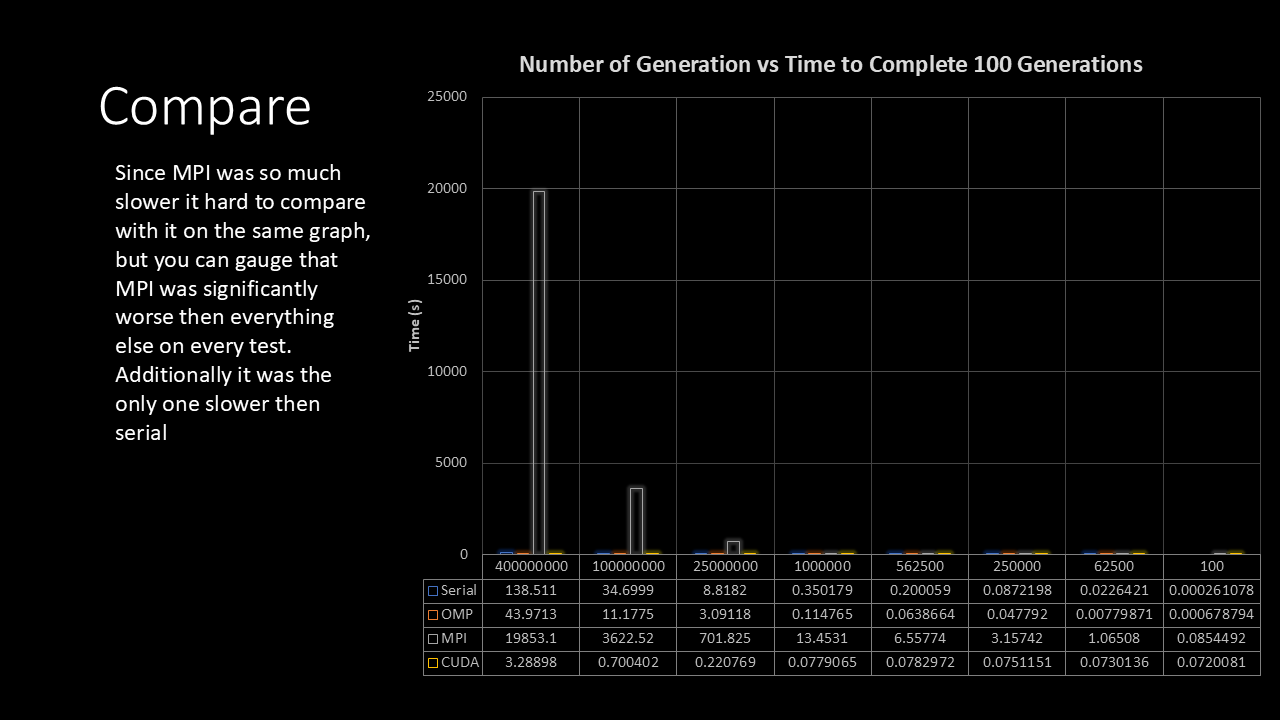 Compare
Since MPI was so much
slower it hard to compare
with it on the same graph,
but you can gauge that
MPI was significantly
worse then everything
else on every test.
Additionally it was the
only one slower then
serial
Number of Generation vs Time to Complete 100 Generations
Time (s)
25000
20000
15000
10000
5000
0
400000000 100000000 25000000 1000000 562500 250000 62500 100
Serial 138.511 34.6999 8.8182 0.350179 0.200059 0.0872198 0.0226421 0.000261078
OMP 43.9713 11.1775 3.09118 0.114765 0.0638664 0.047792 0.00779871 0.000678794
MPI 19853.1 3622.52 701.825 13.4531 6.55774 3.15742 1.06508 0.0854492
CUDA 3.28898 0.700402 0.220769 0.0779065 0.0782972 0.0751151 0.0730136 0.0720081